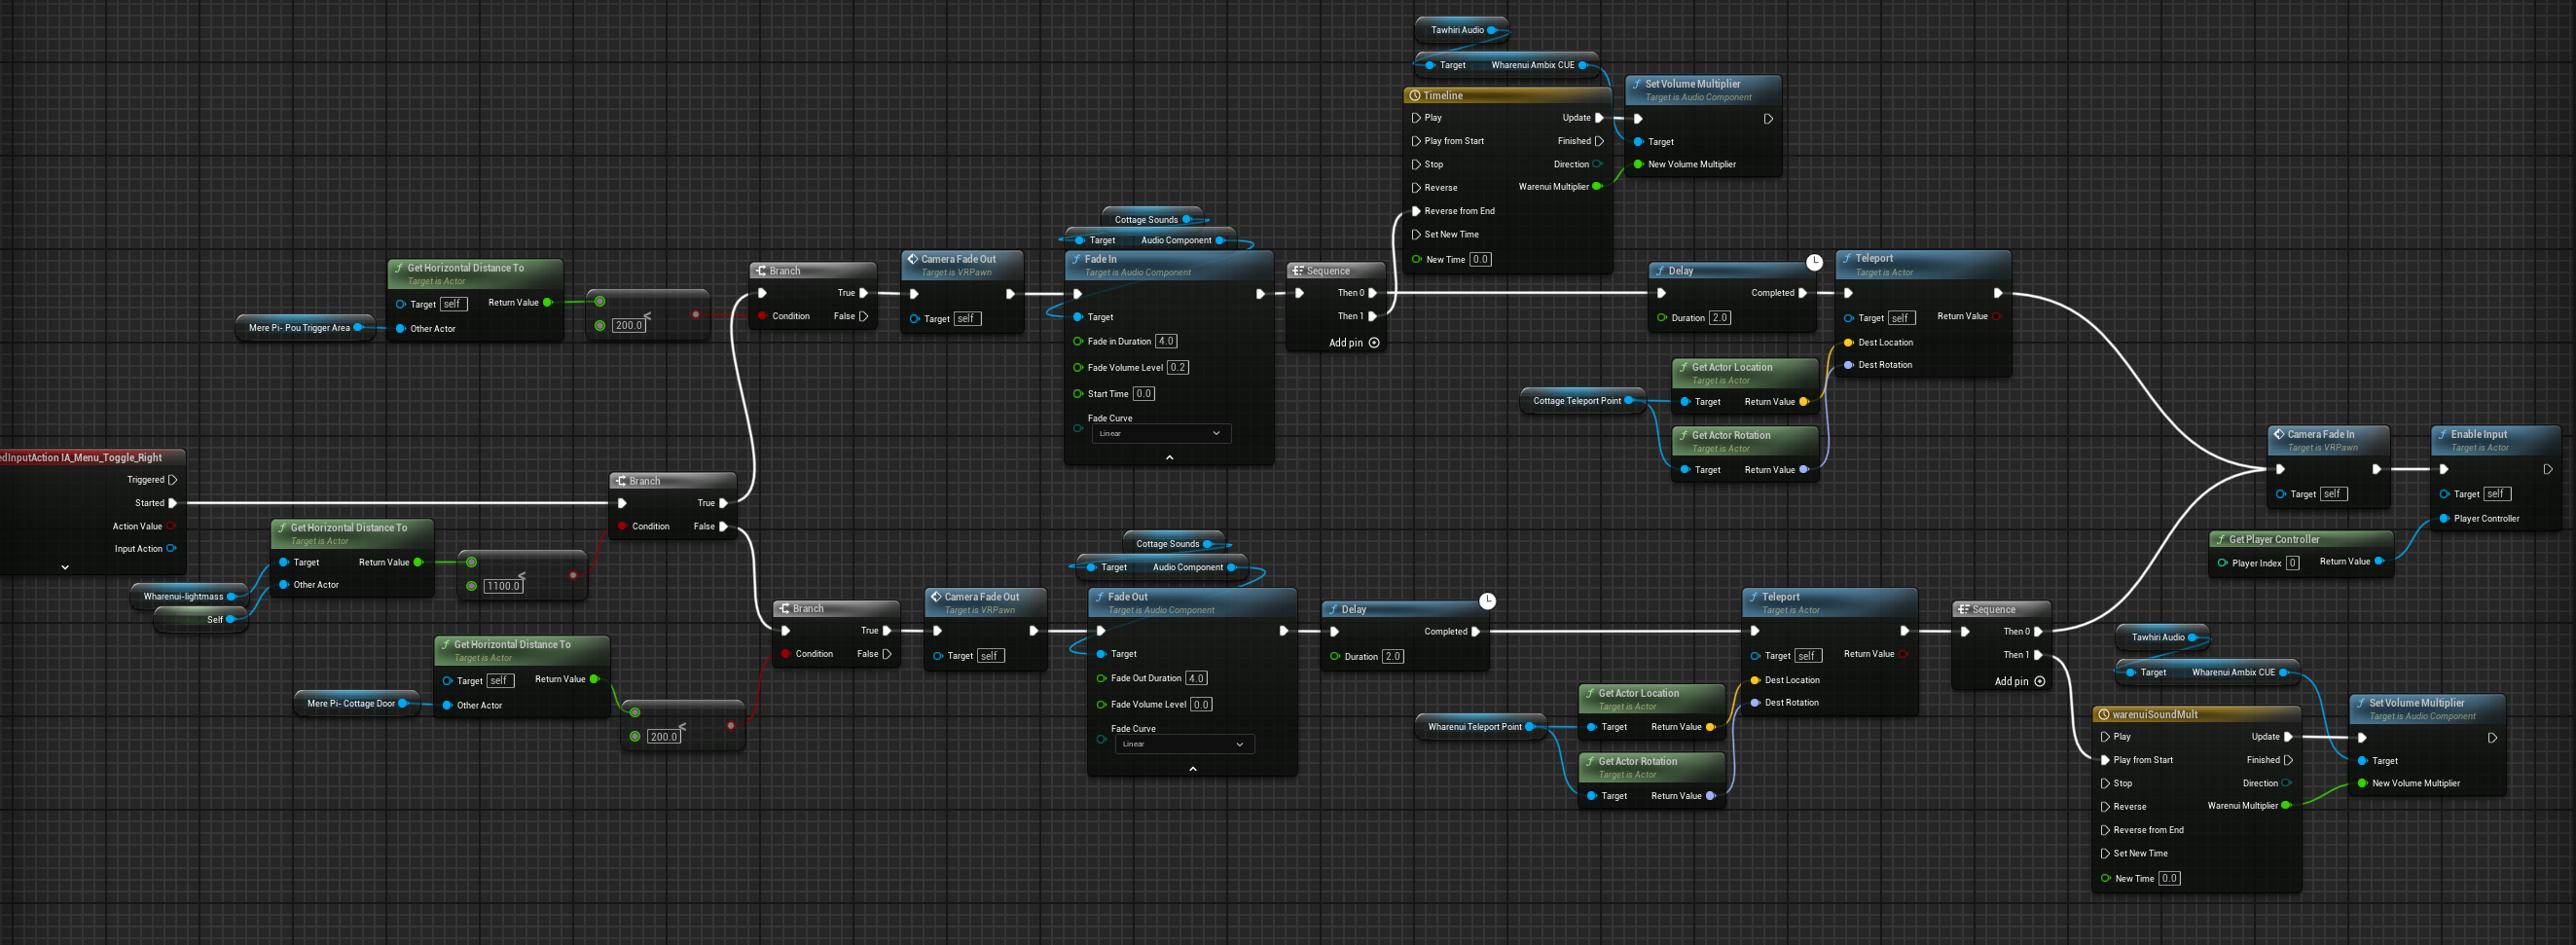 Tawhiri Audio
Target Wharenui Ambix CUE
Timeline
Play Update
Play from Start Finished
Stop Direction
Reverse Warenui Multiplier
Reverse from End
Set New Time
New Time 0.0
Set Volume Multiplier
Target is Audio Component
Target
New Volume Multiplier
Mere Pi- Pou Trigger Area
Get Horizontal Distance To
Target is Actor
Target self Return Value
Other Actor
<
200.0
Branch
True
Condition False
Camera Fade Out
Target is VRPawn
Target self
Cottage Sounds
Target Audio Component
Fade In
Target is Audio Component
Target
Fade in Duration 4.0
Fade Volume Level 0.2
Start Time 0.0
Fade Curve
Linear
Sequence
Then 0
Then 1
Add pin
Delay
Completed
Duration 2.0
Teleport
Target is Actor
Target self Return Value
Dest Location
Dest Rotation
Cottage Teleport Point
Get Actor Location
Target is Actor
Target Return Value
Get Actor Rotation
Target is Actor
Target Return Value
edInputAction IA_Menu_Toggle_Right
Triggered
Started
Action Value
Input Action
Wharenui-lightmass
Self
Get Horizontal Distance To
Target is Actor
Target Return Value
Other Actor
<
1100.0
Branch
True
Condition False
Camera Fade In
Target is VRPawn
Target self
Enable Input
Target is Actor
Target self
Player Controller
Get Player Controller
Player Index 0 Return Value
Mere Pi- Cottage Door
Get Horizontal Distance To
Target is Actor
Target self Return Value
Other Actor
<
200.0
Branch
True
Condition False
Camera Fade Out
Target is VRPawn
Target self
Cottage Sounds
Target Audio Component
Fade Out
Target is Audio Component
Target
Fade Out Duration 4.0
Fade Volume Level 0.0
Fade Curve
Linear
Delay
Completed
Duration 2.0
Wharenui Teleport Point
Get Actor Location
Target is Actor
Target Return Value
Get Actor Rotation
Target is Actor
Target Return Value
Teleport
Target is Actor
Target self Return Value
Dest Location
Dest Rotation
Sequence
Then 0
Then 1
Add pin
Tawhiri Audio
Target Wharenui Ambix CUE
warenuiSoundMult
Play Update
Play from Start Finished
Stop Direction
Reverse Warenui Multiplier
Reverse from End
Set New Time
New Time 0.0
Set Volume Multiplier
Target is Audio Component
Target
New Volume Multiplier